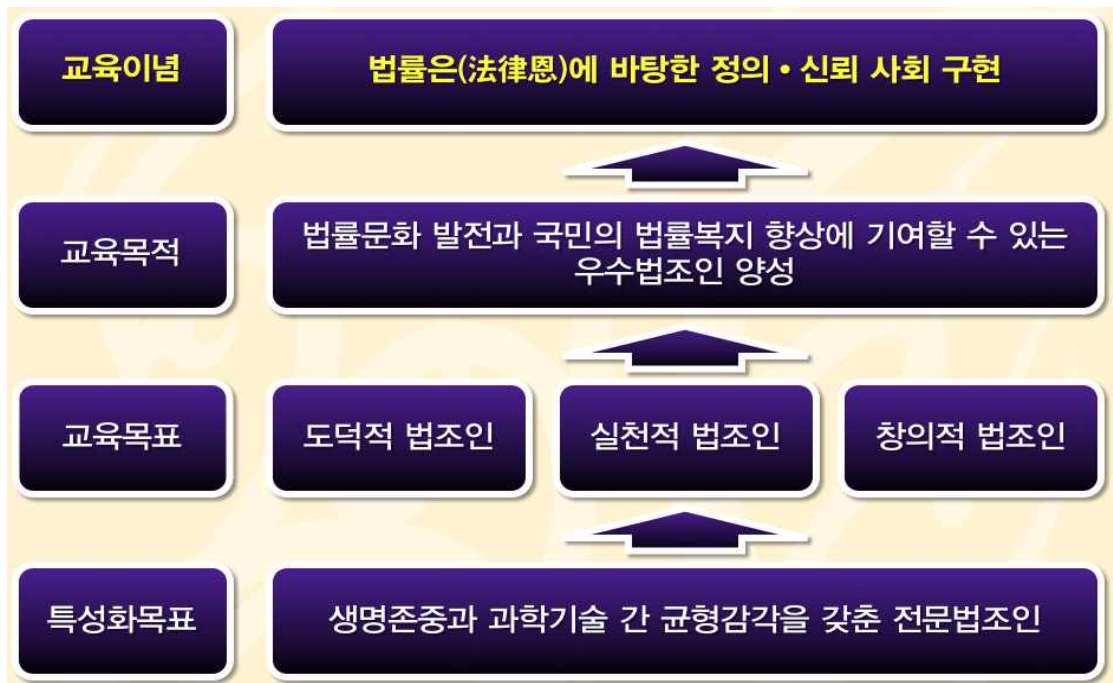 교육이념
법률은(法律恩)에 바탕한 정의•신뢰 사회 구현
교육목적
법률문화 발전과 국민의 법률복지 향상에 기여할 수 있는
우수법조인 양성
교육목표
도덕적 법조인
실천적 법조인
창의적 법조인
특성화목표
생명존중과 과학기술 간 균형감각을 갖춘 전문법조인